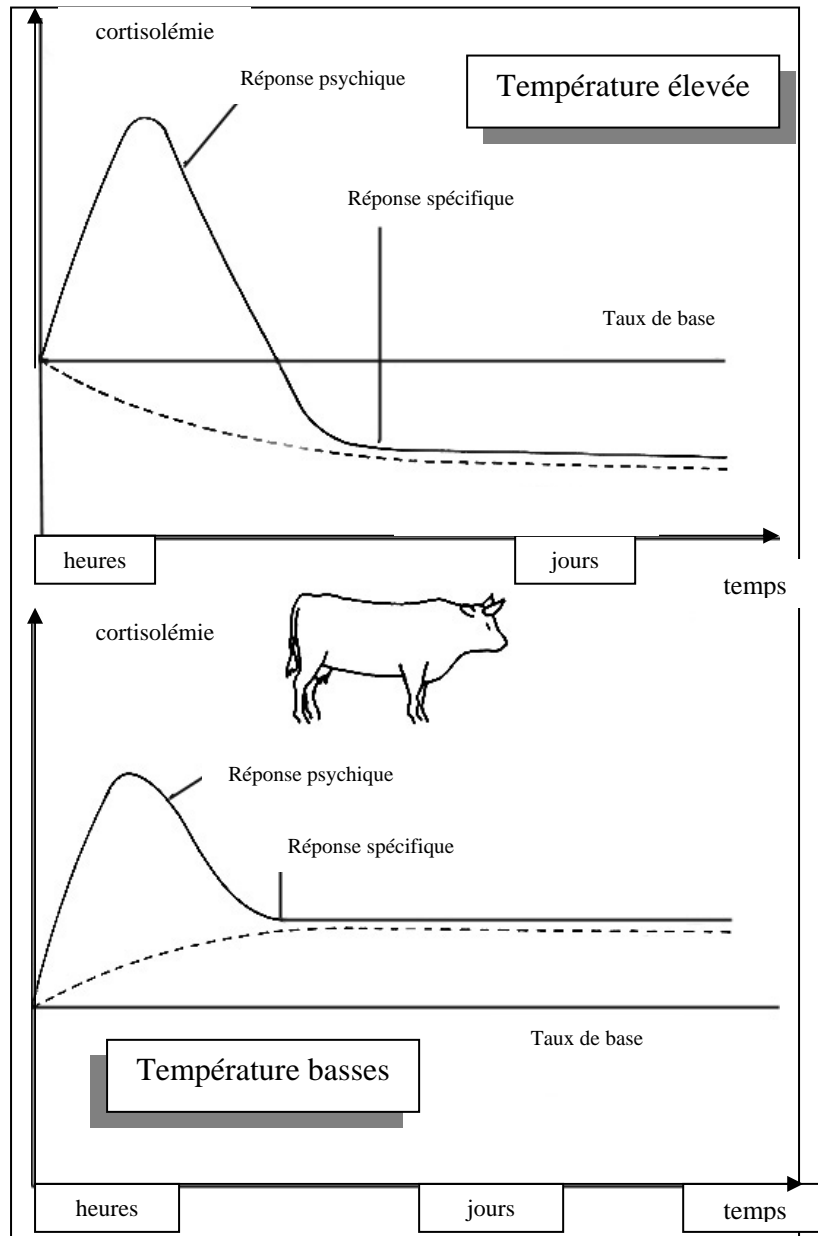 cortisolémie
Réponse psychique
Température élevée
Réponse spécifique
Taux de base
heures
jours
temps
cortisolémie
Réponse psychique
Réponse spécifique
Taux de base
Température basses
heures
jours
temps